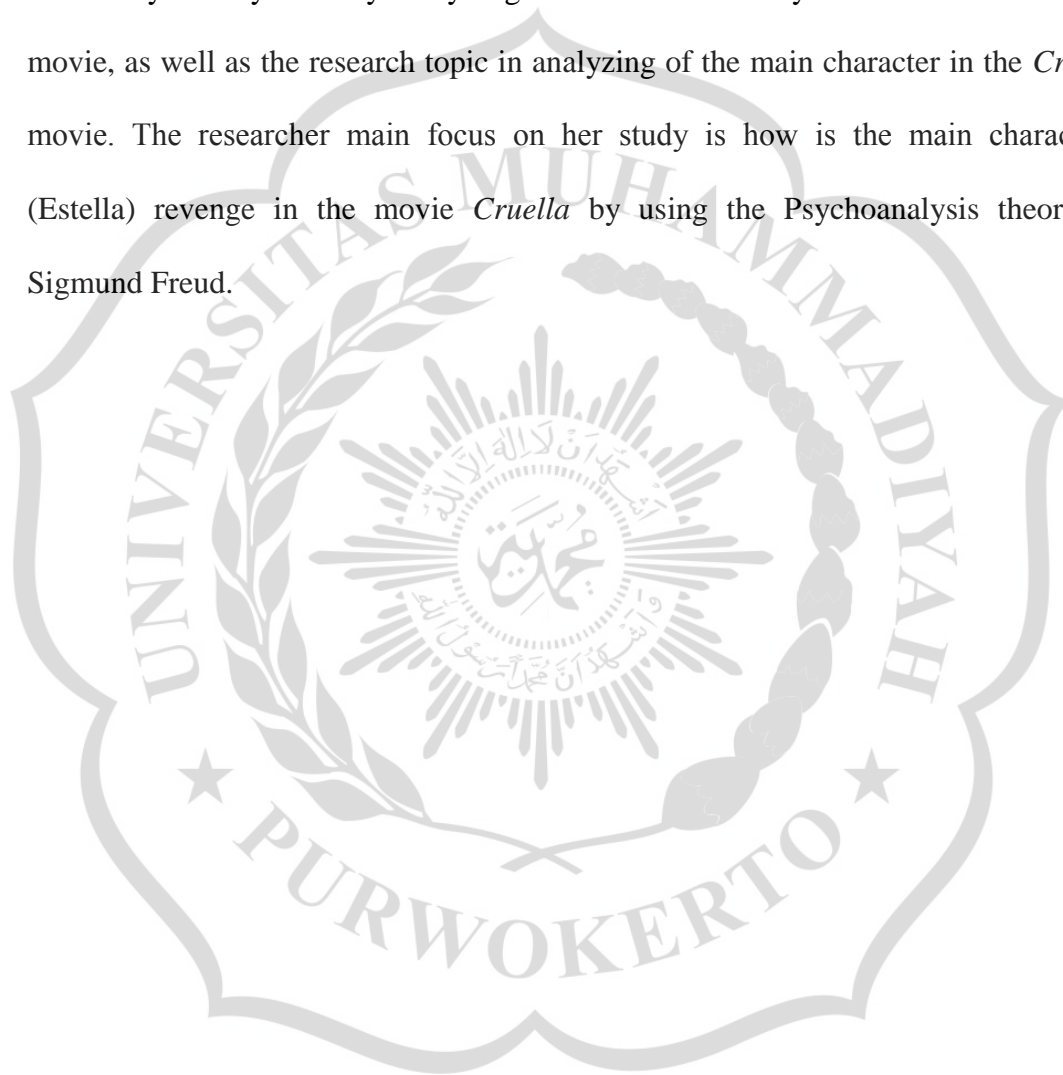 movie, as well as the research topic in analyzing of the main character in the Cr
movie. The researcher main focus on her study is how is the main charac
(Estella) revenge in the movie Cruella by using the Psychoanalysis theor
Sigmund Freud.
UNIVERSITAS MUHAMMADIYAH
PURWOKERTO